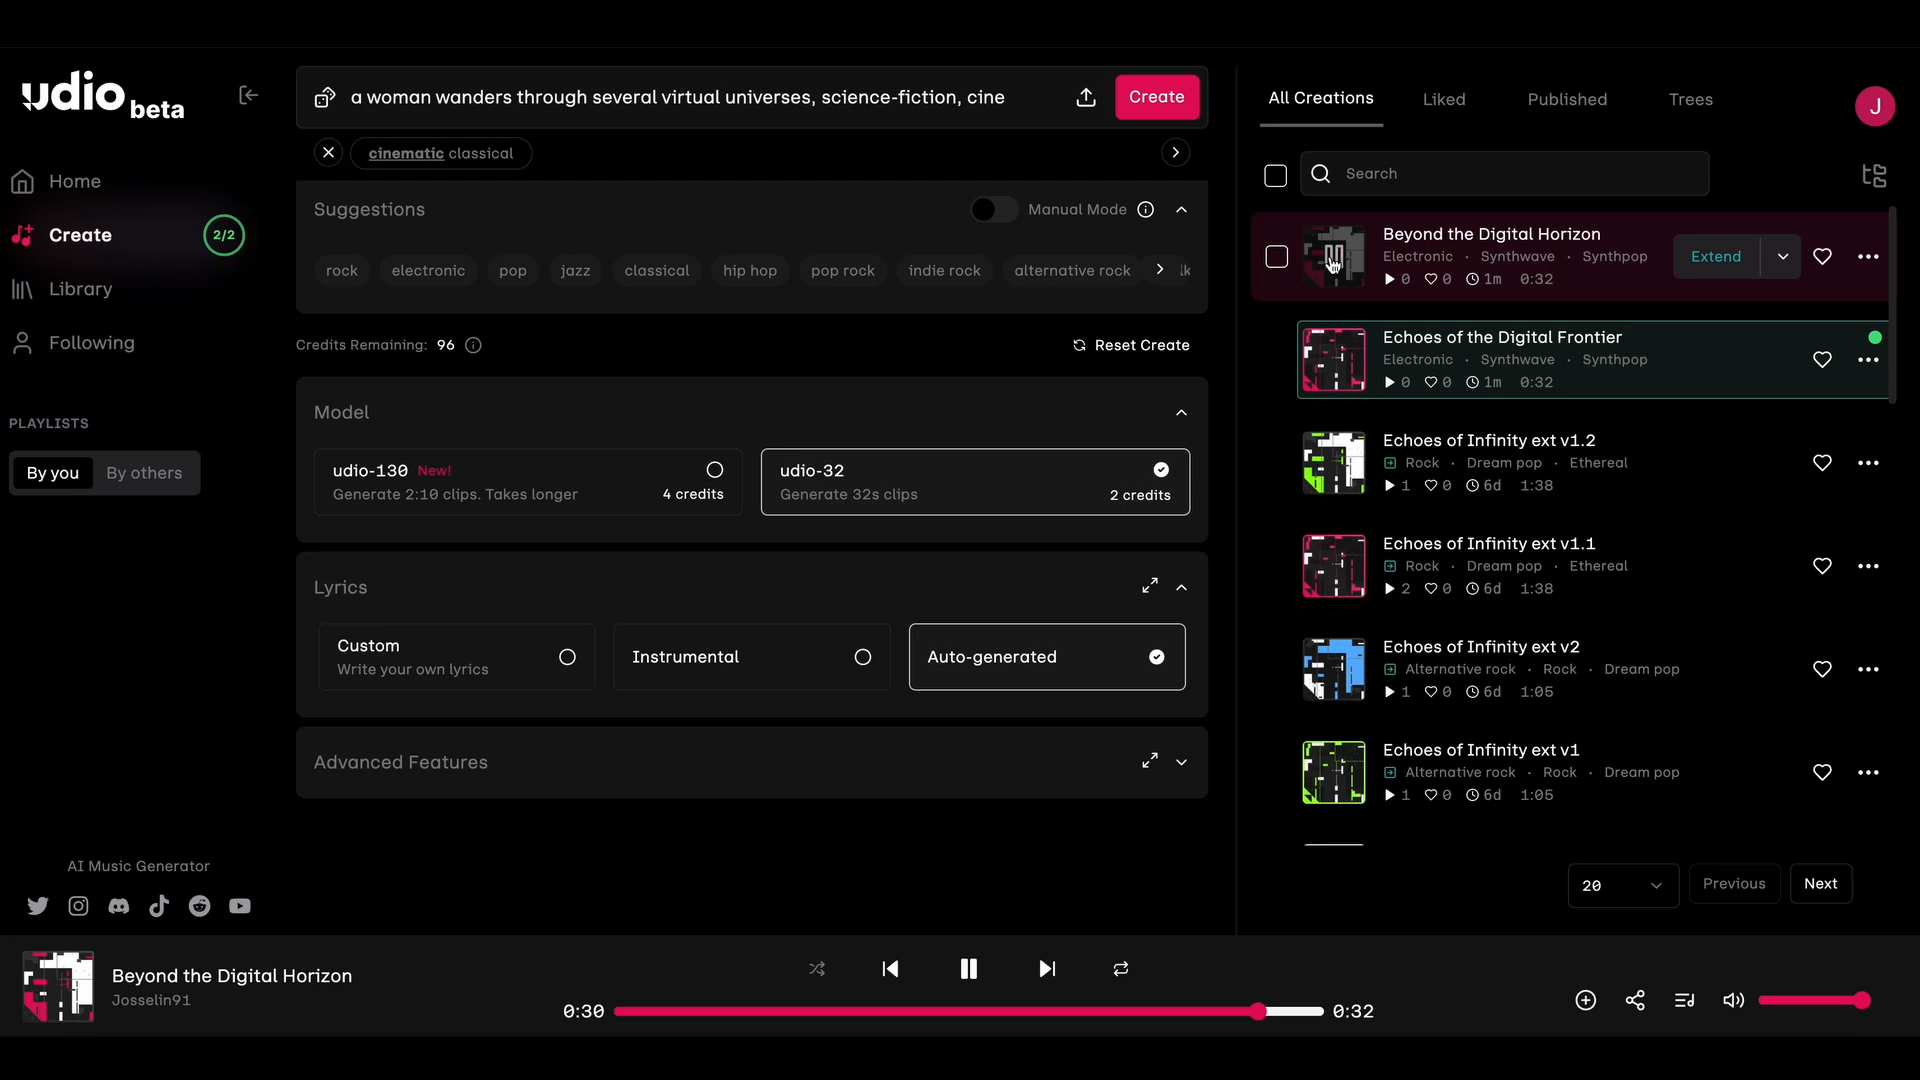 udio beta
Home
Create
2/2
Library
Following
PLAYLISTS
By you
By others
AI Music Generator
a woman wanders through several virtual universes, science-fiction, cine
Create
cinematic classical
Suggestions
Manual Mode
rock
electronic
pop
jazz
classical
hip hop
pop rock
indie rock
alternative rock
lk
Credits Remaining: 96
Reset Create
Model
udio-130 New!
Generate 2:10 clips. Takes longer
4 credits
udio-32
Generate 32s clips
2 credits
Lyrics
Custom
Write your own lyrics
Instrumental
Auto-generated
Advanced Features
All Creations
Liked
Published
Trees
J
Search
Beyond the Digital Horizon
Electronic · Synthwave · Synthpop
0 0 1m 0:32
Extend
Echoes of the Digital Frontier
Electronic · Synthwave · Synthpop
0 0 1m 0:32
Echoes of Infinity ext v1.2
Rock · Dream pop · Ethereal
1 0 6d 1:38
Echoes of Infinity ext v1.1
Rock · Dream pop · Ethereal
2 0 6d 1:38
Echoes of Infinity ext v2
Alternative rock · Rock · Dream pop
1 0 6d 1:05
Echoes of Infinity ext v1
Alternative rock · Rock · Dream pop
1 0 6d 1:05
20
Previous
Next
Beyond the Digital Horizon
Josselin91
0:30
0:32